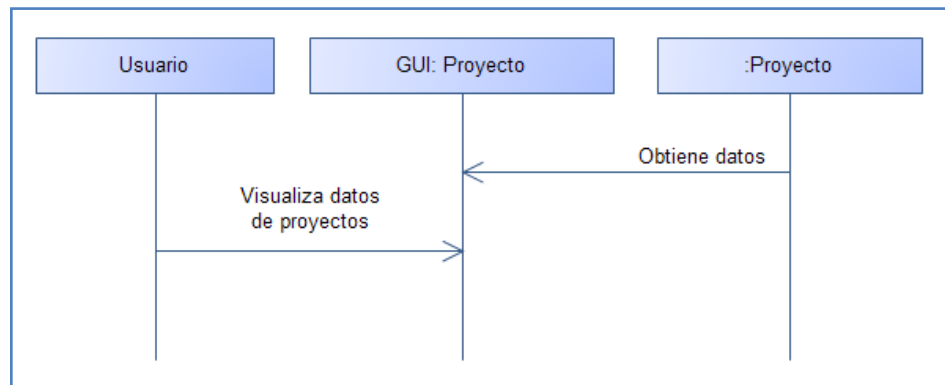 Usuario
GUI: Proyecto
:Proyecto
Obtiene datos
Visualiza datos
de proyectos